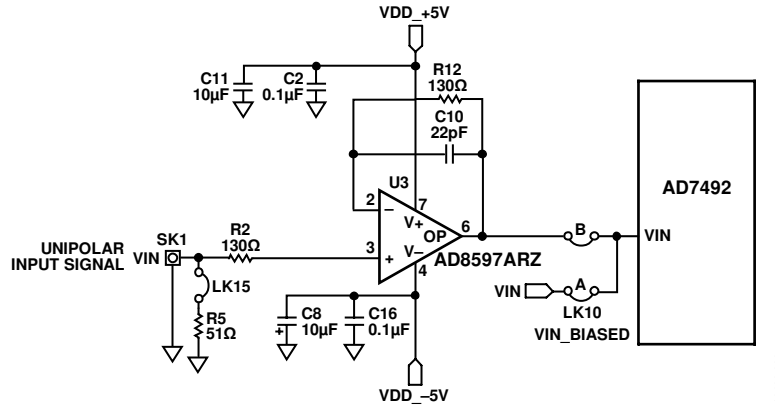 VDD_+5V
C11
10µF
C2
0.1µF
R12
130Ω
C10
22pF
U3
2
–
7
V+
OP
6
AD7492
UNIPOLAR
INPUT SIGNAL
VIN
SK1
R2
130Ω
3
+
V–
4
AD8597ARZ
B
VIN
LK15
R5
51Ω
C8
10µF
+
C16
0.1µF
VIN
A
LK10
VIN_BIASED
VDD_–5V